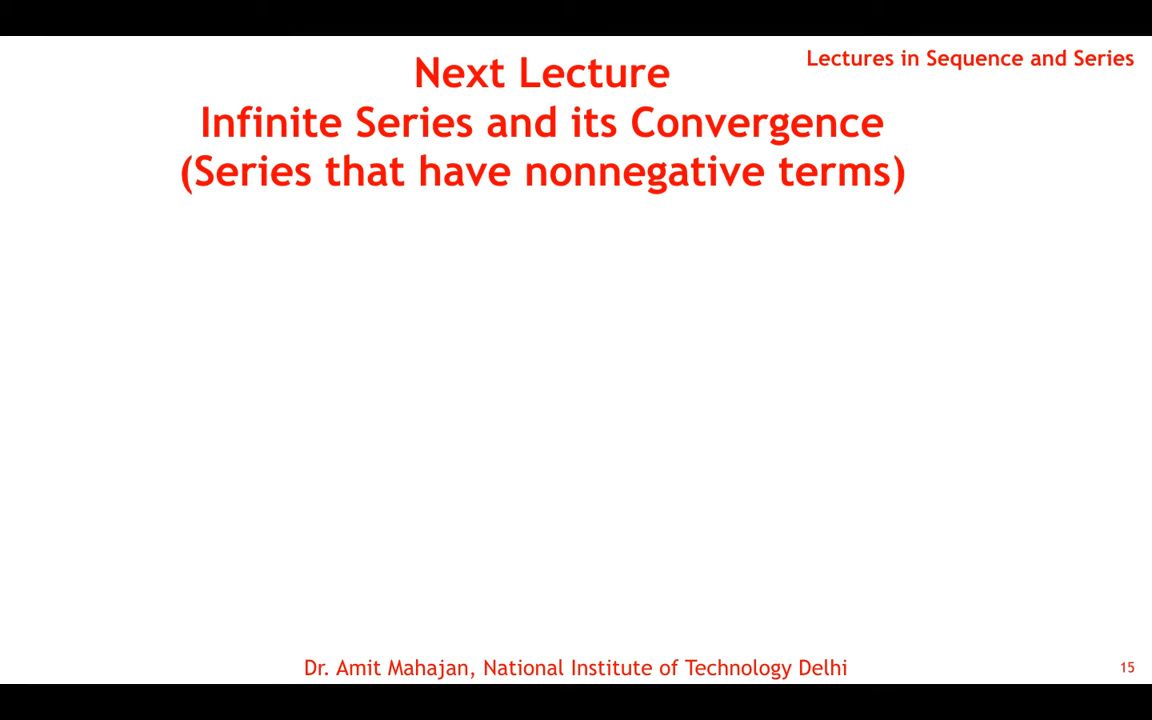 Lectures in Sequence and Series
Next Lecture
Infinite Series and its Convergence
(Series that have nonnegative terms)
Dr. Amit Mahajan, National Institute of Technology Delhi
15